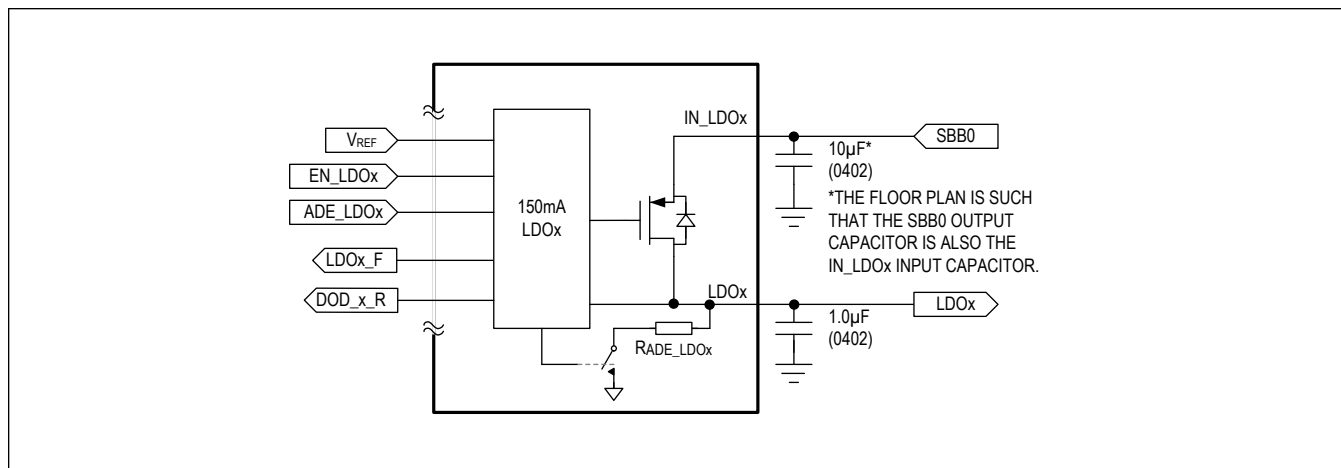 VREF
EN_LDOx
ADE_LDOx
LDOx_F
DOD_x_R
150mA
LDOx
IN_LDOx
LDOx
RADE_LDOx
SBB0
10µF*
(0402)
*THE FLOOR PLAN IS SUCH
THAT THE SBB0 OUTPUT
CAPACITOR IS ALSO THE
IN_LDOx INPUT CAPACITOR.
LDOx
1.0µF
(0402)